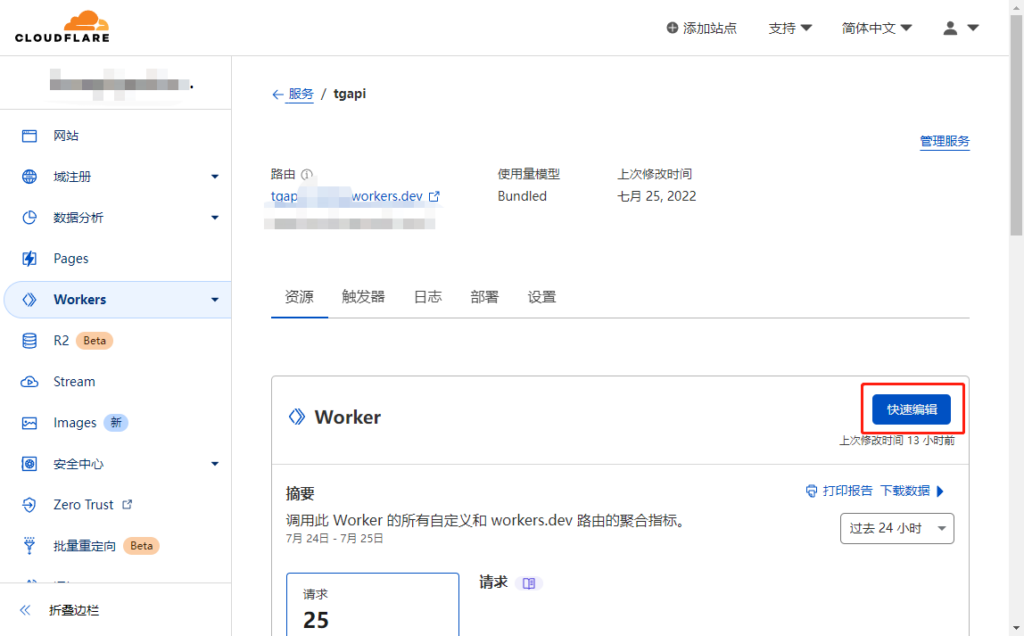 CLOUDFLARE
添加站点 支持 简体中文
网站
域注册
数据分析
Pages
Workers
R2 Beta
Stream
Images 新
安全中心
Zero Trust
批量重定向 Beta
折叠边栏
服务 / tgapi
管理服务
路由 使用量模型 上次修改时间
tgap workers.dev Bundled 七月 25, 2022
资源 触发器 日志 部署 设置
Worker 快速编辑
上次修改时间 13 小时前
摘要 打印报告 下载数据
调用此 Worker 的所有自定义和 workers.dev 路由的聚合指标。
7月 24日 - 7月 25日 过去 24 小时
请求 请求
25